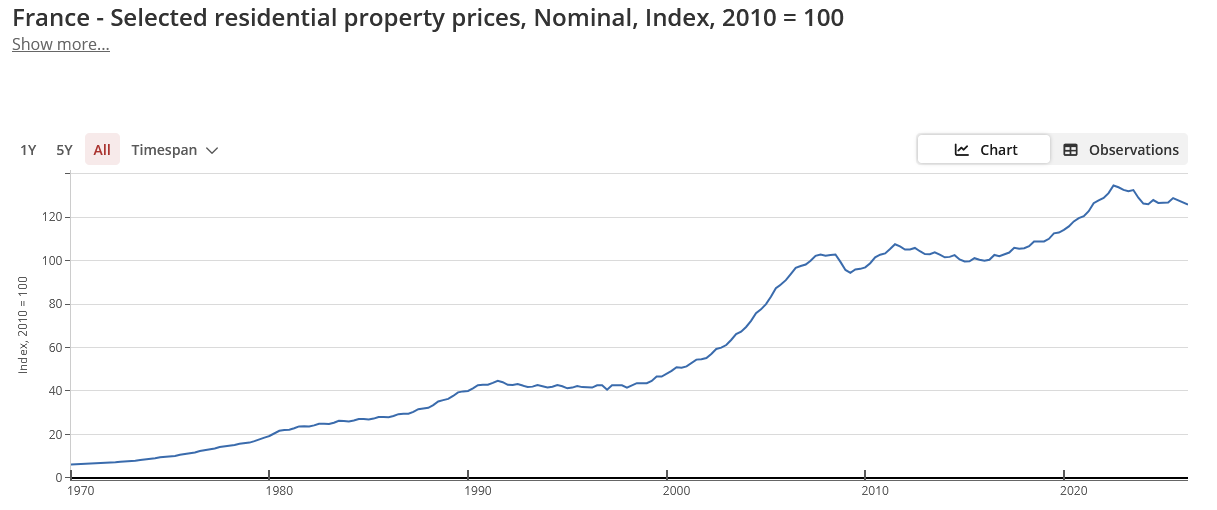 France - Selected residential property prices, Nominal, Index, 2010 = 100
Show more...
1Y 5Y All Timespan Chart Observations
120
100
80
60
40
20
0
Index, 2010 = 100
1970 1980 1990 2000 2010 2020